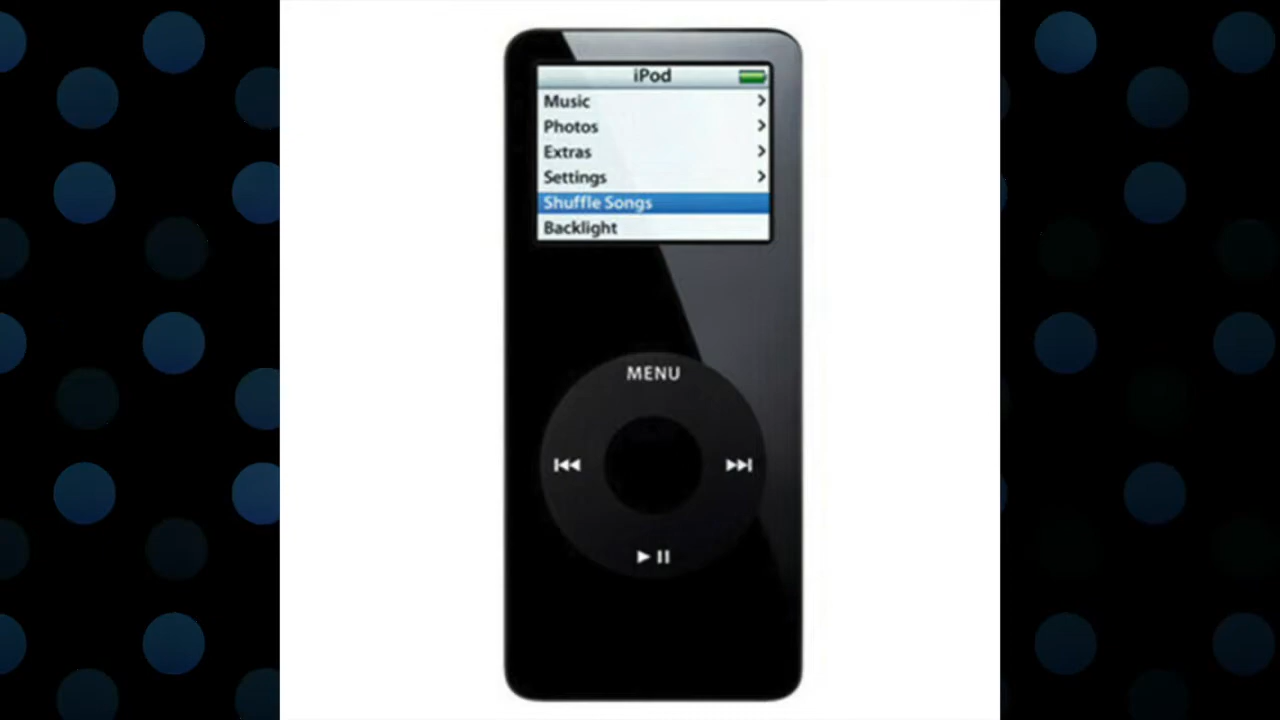 iPod
Music
Photos
Extras
Settings
Shuffle Songs
Backlight
MENU